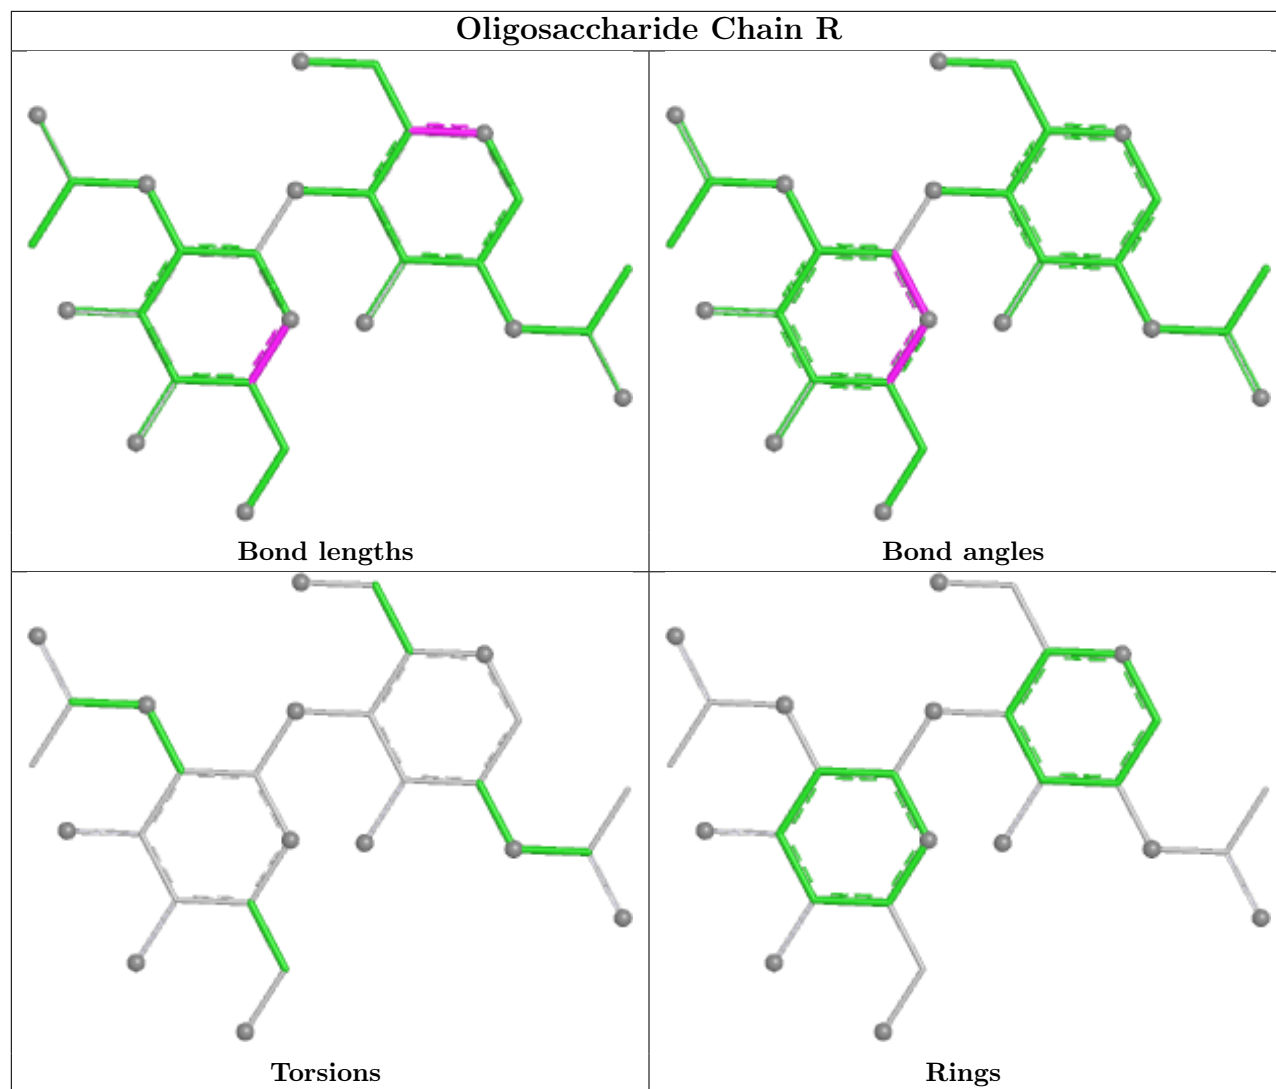 Oligosaccharide Chain R
Bond lengths
Bond angles
Torsions
Rings